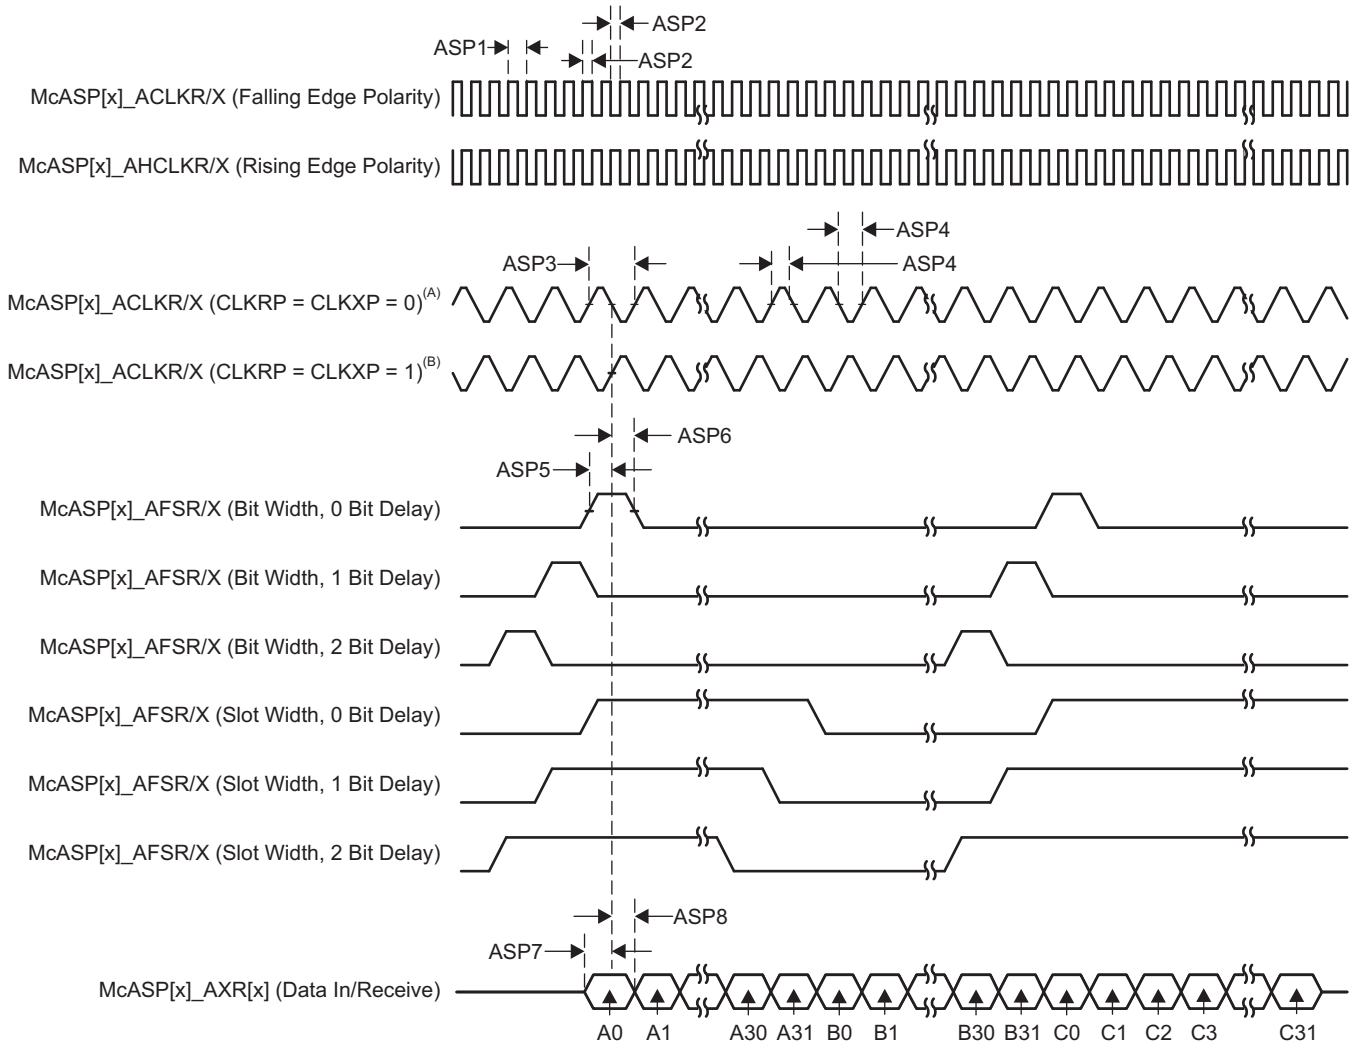 ASP2
ASP1
ASP2
McASP[x]_ACLKR/X (Falling Edge Polarity)
McASP[x]_AHCLKR/X (Rising Edge Polarity)
ASP4
ASP3
ASP4
McASP[x]_ACLKR/X (CLKRP = CLKXP = 0)(A)
McASP[x]_ACLKR/X (CLKRP = CLKXP = 1)(B)
ASP6
ASP5
McASP[x]_AFSR/X (Bit Width, 0 Bit Delay)
McASP[x]_AFSR/X (Bit Width, 1 Bit Delay)
McASP[x]_AFSR/X (Bit Width, 2 Bit Delay)
McASP[x]_AFSR/X (Slot Width, 0 Bit Delay)
McASP[x]_AFSR/X (Slot Width, 1 Bit Delay)
McASP[x]_AFSR/X (Slot Width, 2 Bit Delay)
ASP8
ASP7
McASP[x]_AXR[x] (Data In/Receive)
A0 A1 A30 A31 B0 B1 B30 B31 C0 C1 C2 C3 C31